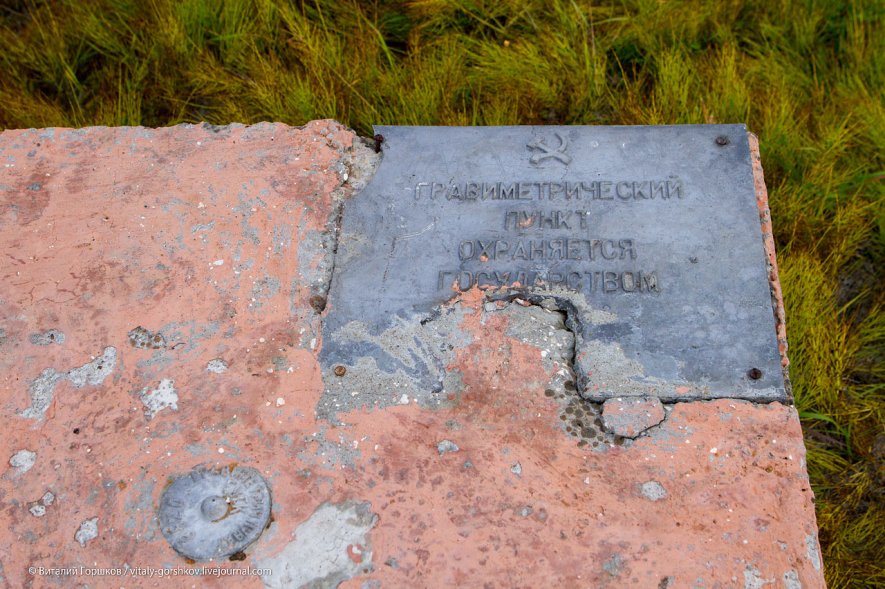 ГРАВИМЕТРИЧЕСКИЙ
ПУНКТ
ОХРАНЯЕТСЯ
ГОСУДАРСТВОМ
© Виталий Горшков / vitaly-gorshkov.livejournal.com